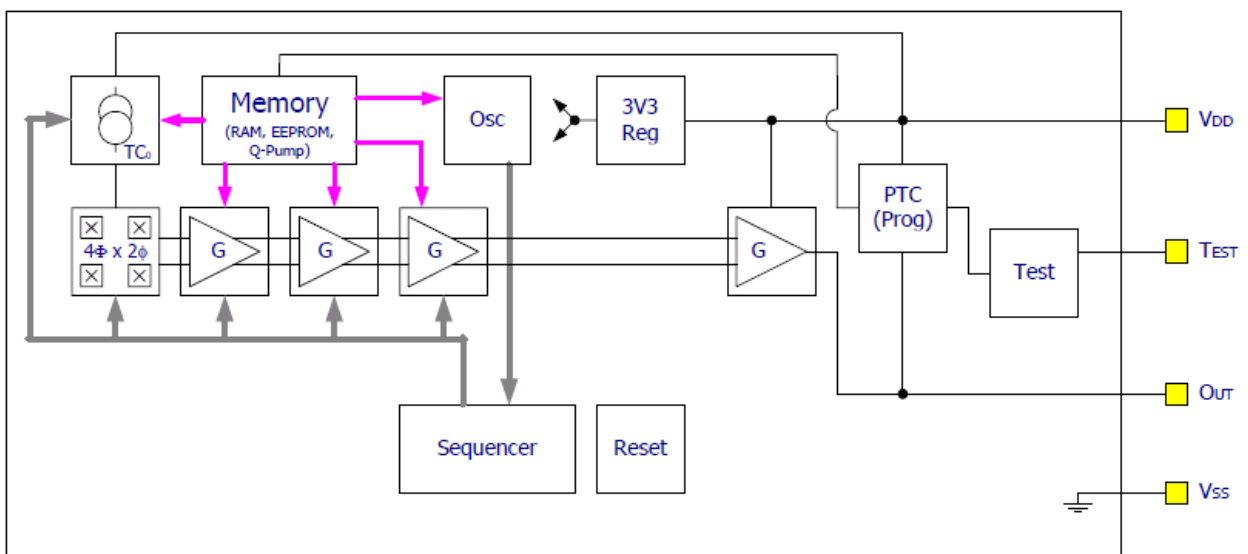 Memory
(RAM, EEPROM,
Q-Pump)
TC₀
Osc
3V3
Reg
VDD
PTC
(Prog)
4Φ x 2ϕ
G
G
G
G
Test
TEST
OUT
Sequencer
Reset
VSS